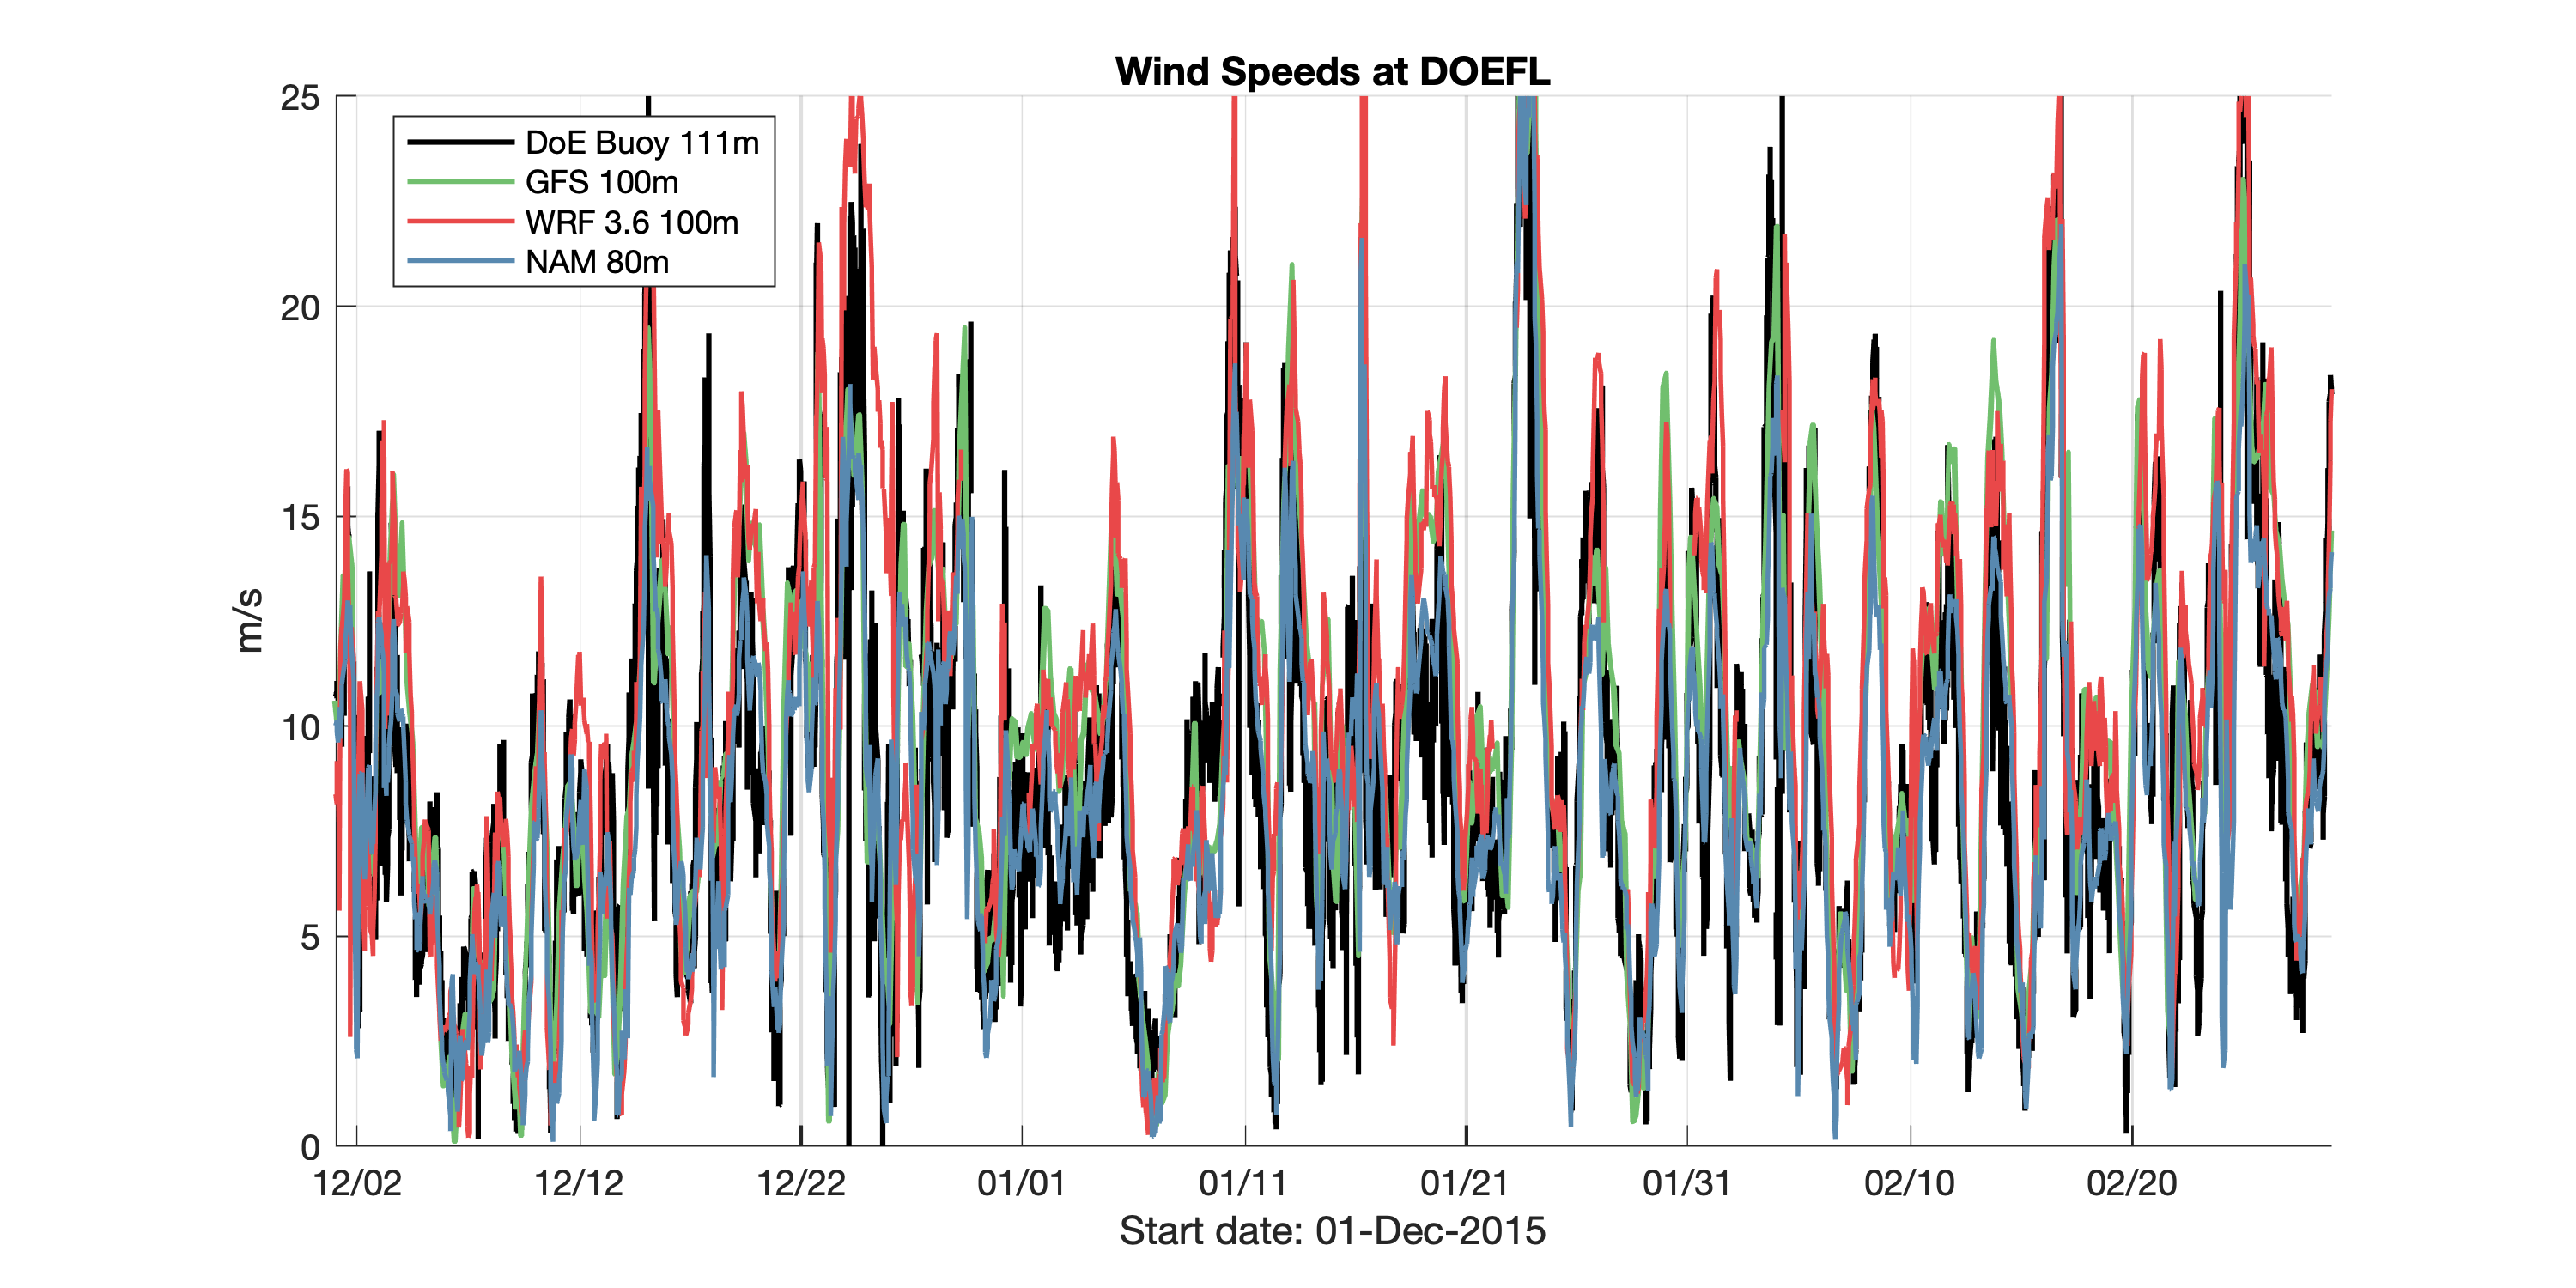 Wind Speeds at DOEFL
25
20
15
10
5
0
m/s
DoE Buoy 111m
GFS 100m
WRF 3.6 100m
NAM 80m
12/02 12/12 12/22 01/01 01/11 01/21 01/31 02/10 02/20
Start date: 01-Dec-2015